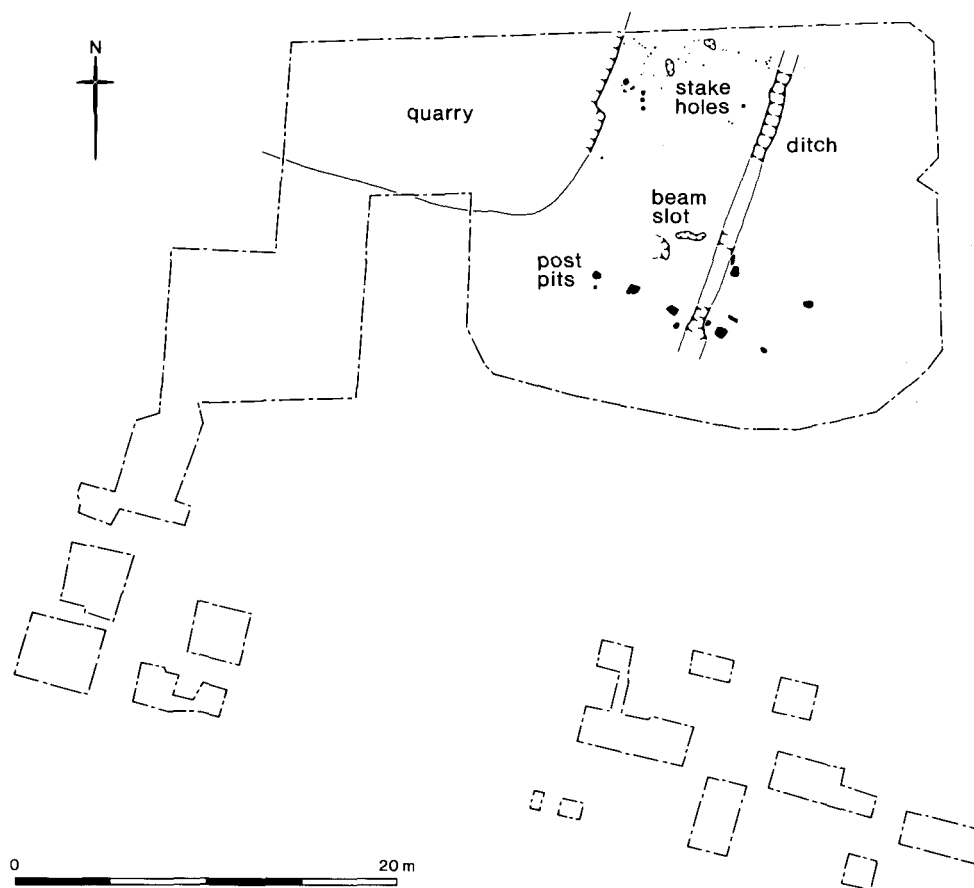 N
quarry
stake
holes
ditch
beam
slot
post
pits
0
20 m